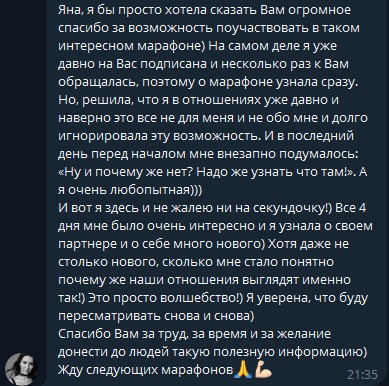 Яна, я бы просто хотела сказать Вам огромное
спасибо за возможность поучаствовать в таком
интересном марафоне) На самом деле я уже
давно на Вас подписана и несколько раз к Вам
обращалась, поэтому о марафоне узнала сразу.
Но, решила, что я в отношениях уже давно и
наверно это все не для меня и не обо мне и долго
игнорировала эту возможность. И в последний
день перед началом мне внезапно подумалось:
«Ну и почему же нет? Надо же узнать что там!». А
я очень любопытная)))
И вот я здесь и не жалею ни на секундочку!) Все 4
дня мне было очень интересно и я узнала о своем
партнере и о себе много нового) Хотя даже не
столько нового, сколько мне стало понятно
почему же наши отношения выглядят именно
так!) Это просто волшебство!) Я уверена, что буду
пересматривать снова и снова)
Спасибо Вам за труд, за время и за желание
донести до людей такую полезную информацию)
Жду следующих марафонов🙏💪🏻
21:35